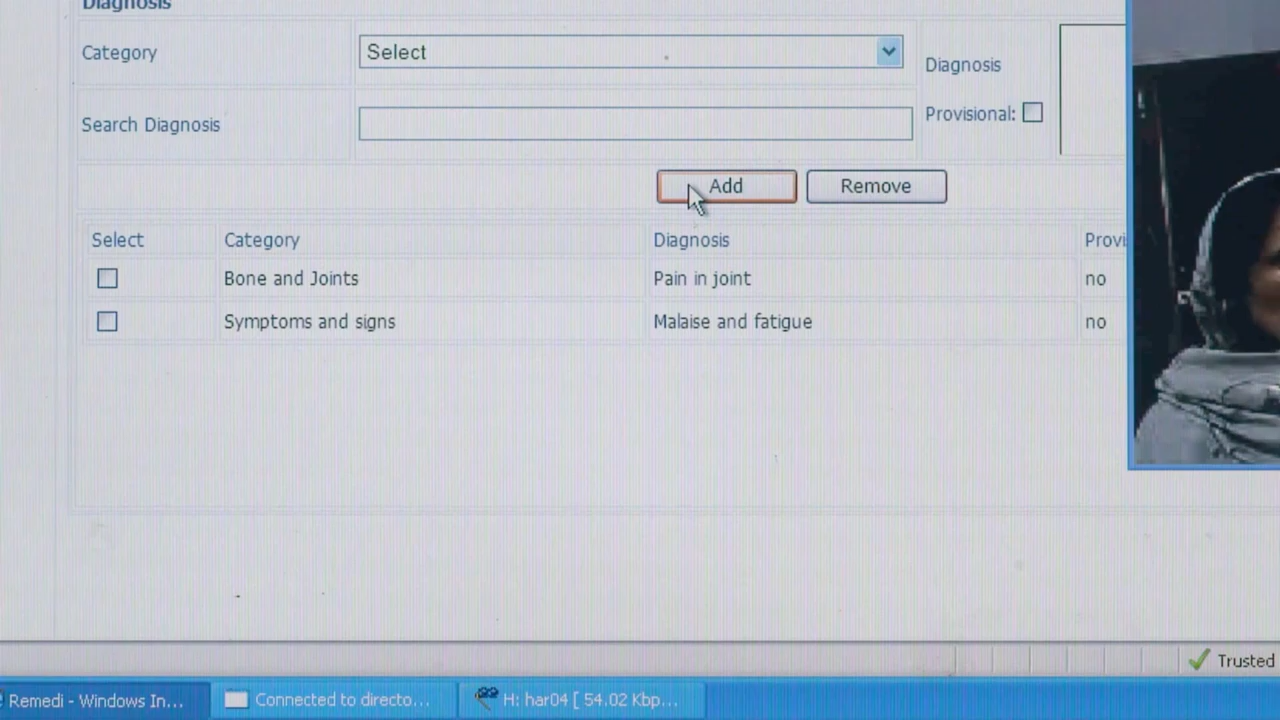 Diagnosis
Category Select Diagnosis
Provisional:
Search Diagnosis
Add Remove
Select Category Diagnosis Provi
Bone and Joints Pain in joint no
Symptoms and signs Malaise and fatigue no
Trusted
Remedi - Windows In... Connected to directo... H: har04 [ 54.02 Kbp...